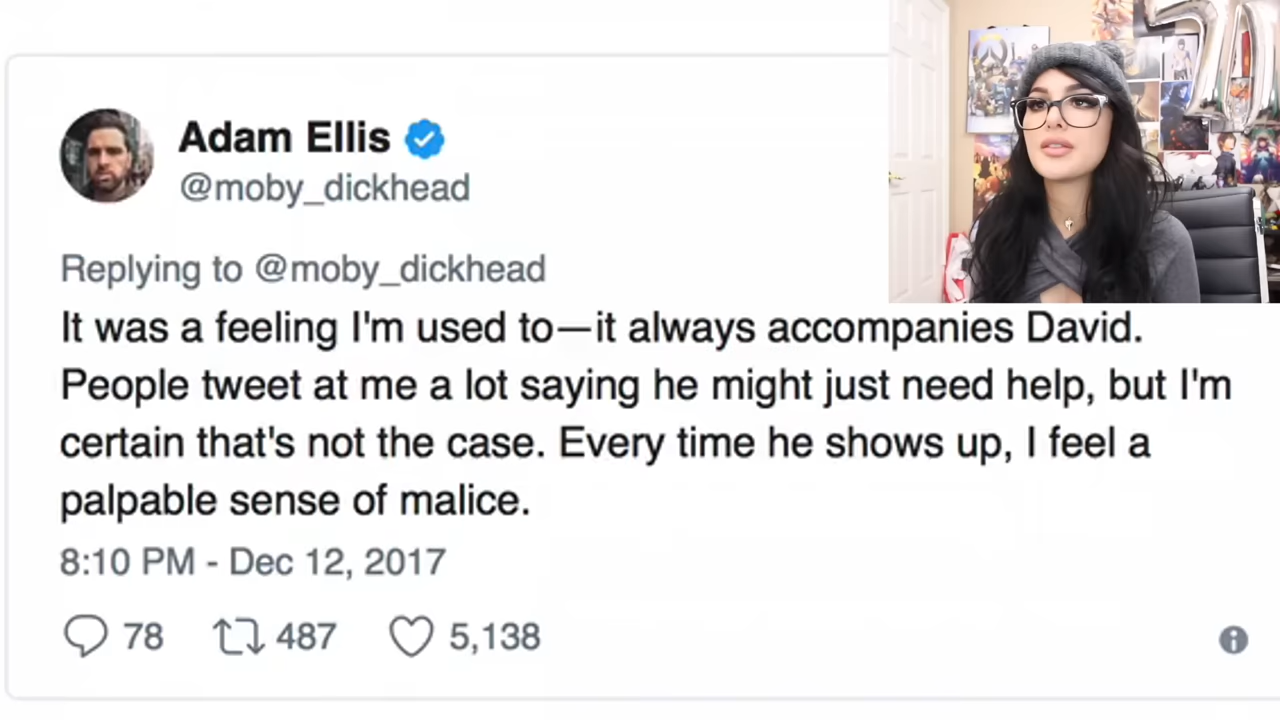 Adam Ellis
@moby_dickhead
Replying to @moby_dickhead
It was a feeling I'm used to—it always accompanies David.
People tweet at me a lot saying he might just need help, but I'm
certain that's not the case. Every time he shows up, I feel a
palpable sense of malice.
8:10 PM - Dec 12, 2017
78 487 5,138